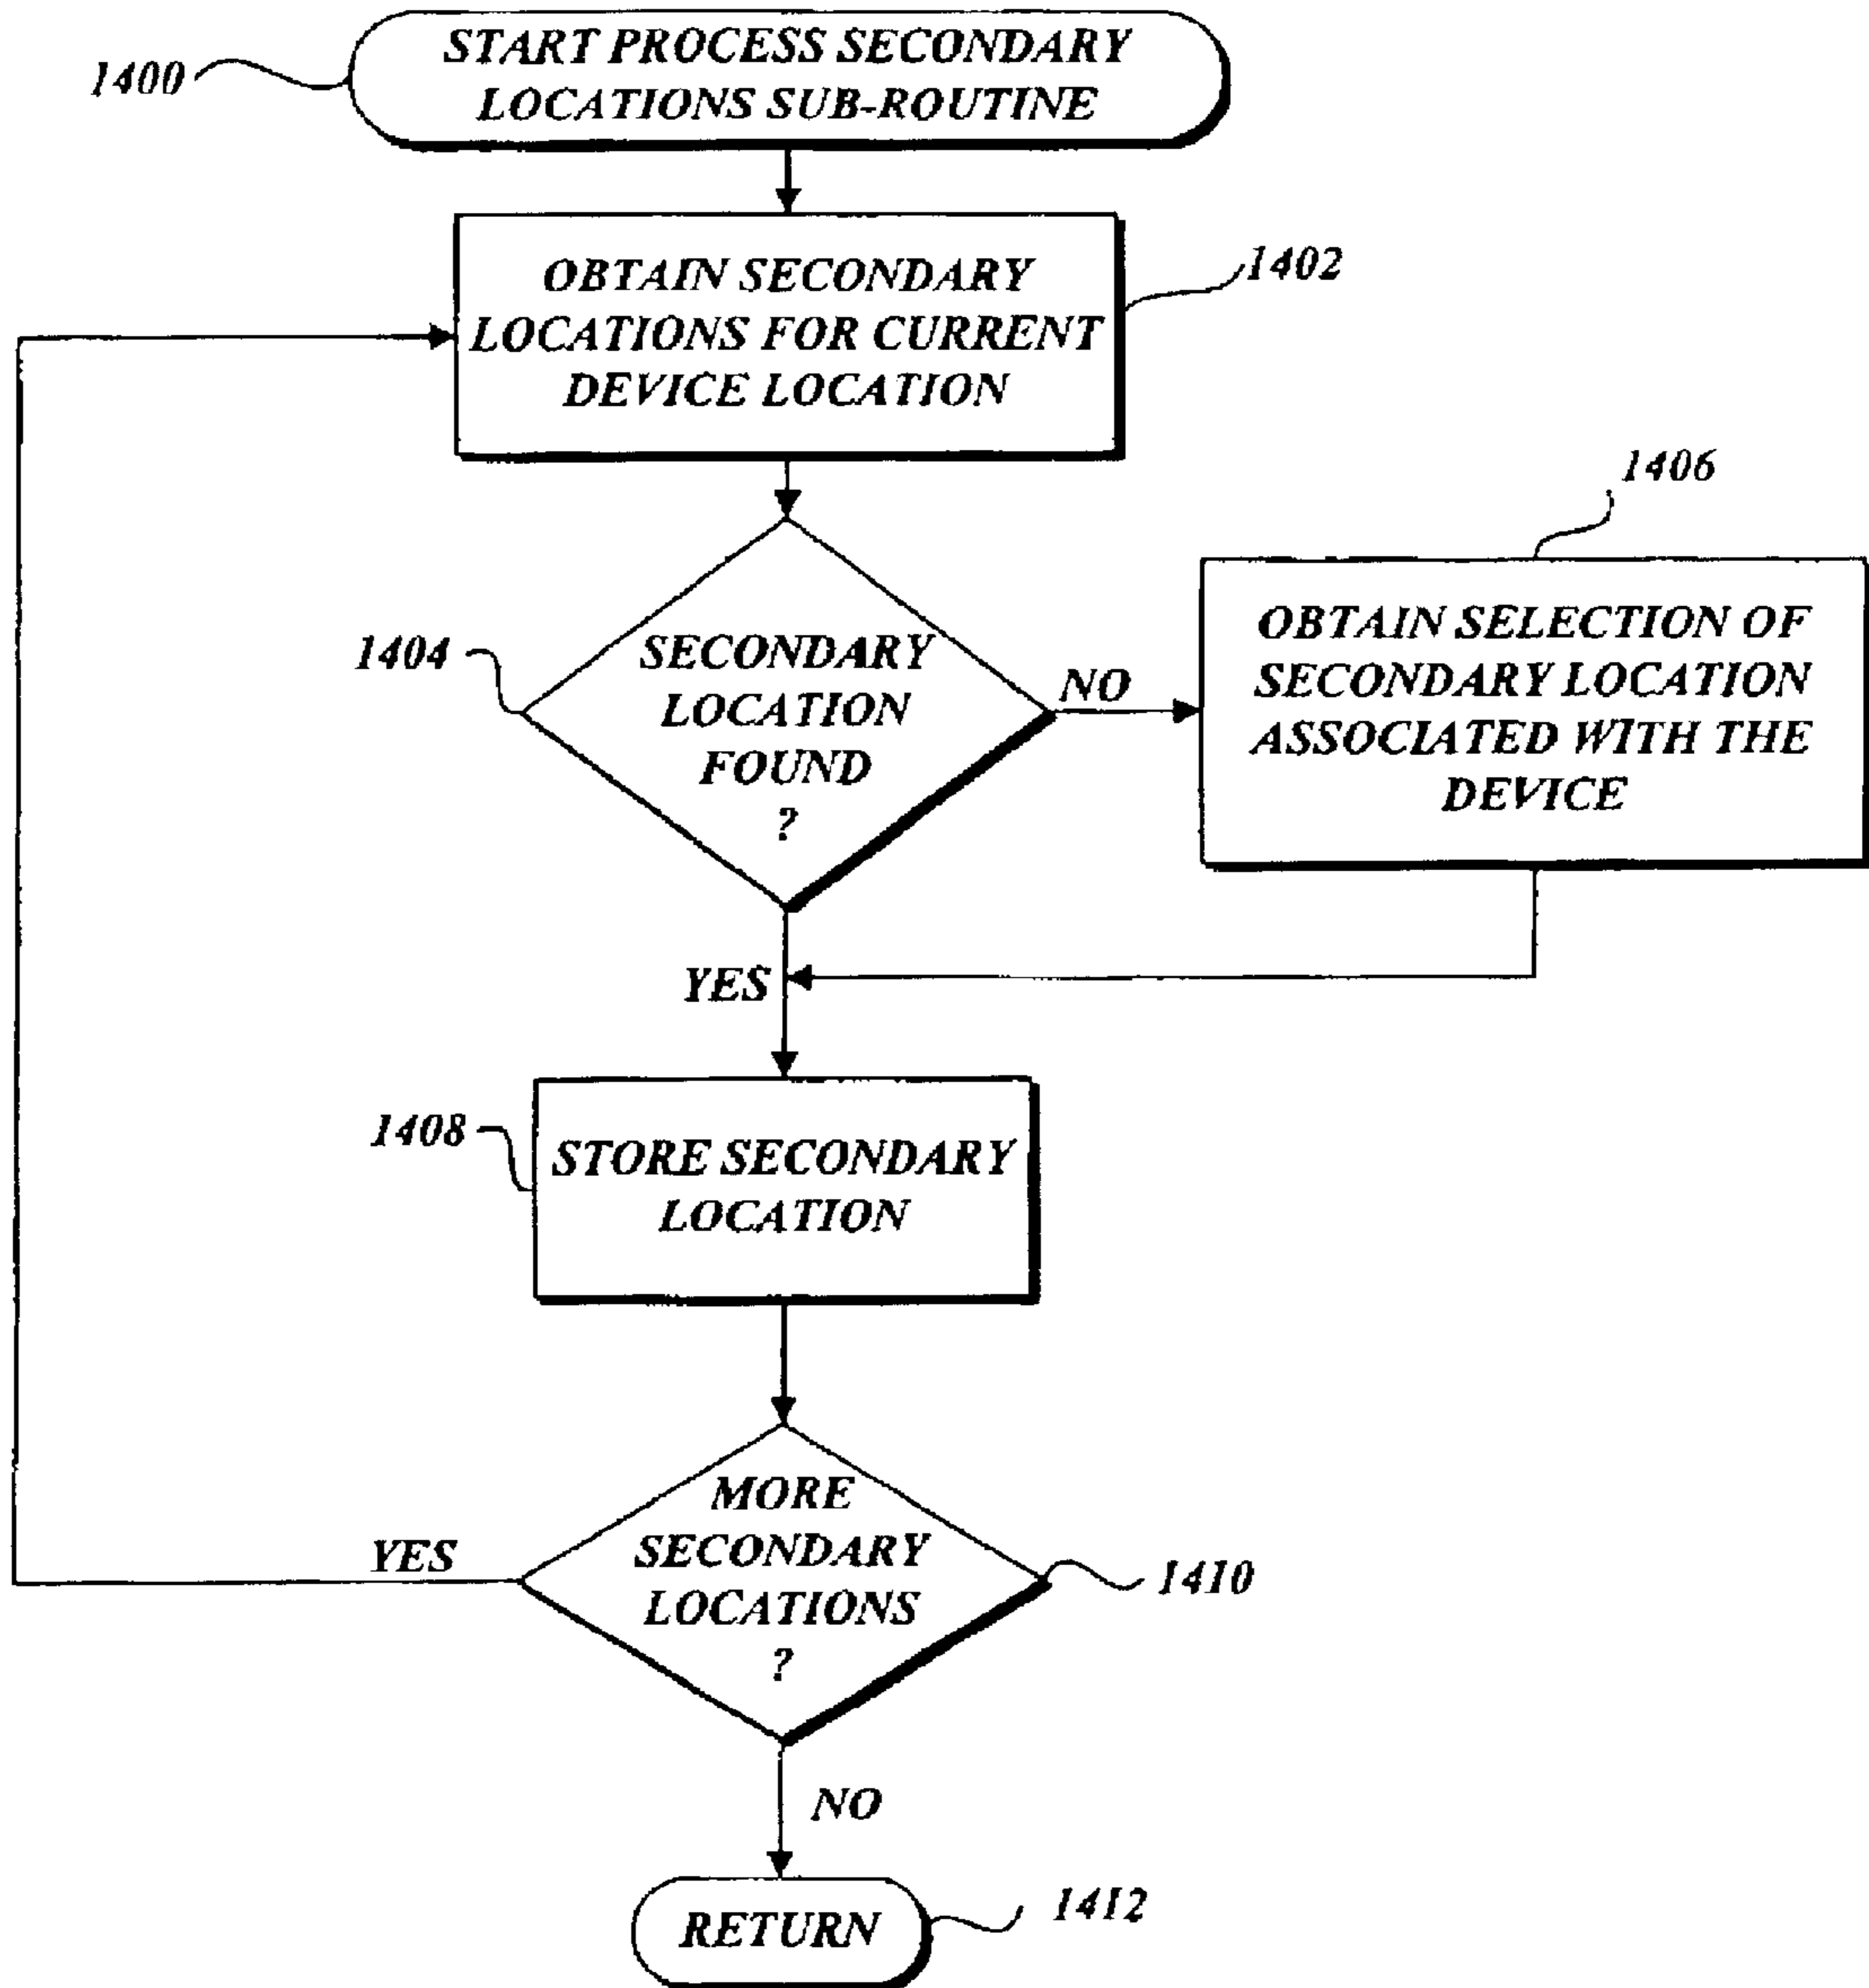 START PROCESS SECONDARY
LOCATIONS SUB-ROUTINE
1400
OBTAIN SECONDARY
LOCATIONS FOR CURRENT
DEVICE LOCATION
1402
1404
SECONDARY
LOCATION
FOUND
?
NO
1406
OBTAIN SELECTION OF
SECONDARY LOCATION
ASSOCIATED WITH THE
DEVICE
YES
1408
STORE SECONDARY
LOCATION
MORE
SECONDARY
LOCATIONS
?
YES
1410
NO
RETURN
1412